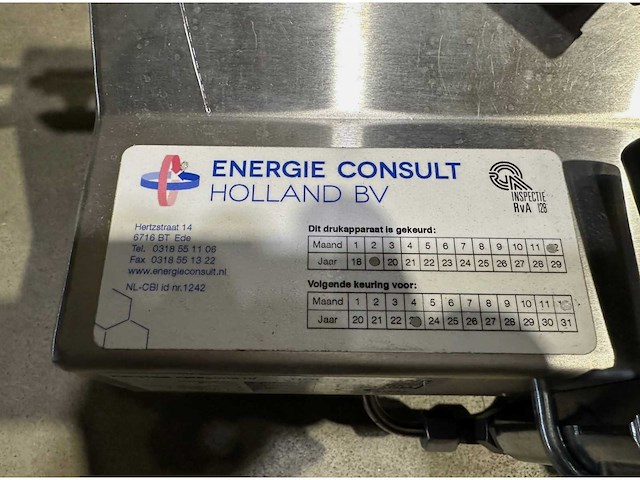 ENERGIE CONSULT
HOLLAND BV
RvA
INSPECTIE
RvA I28
Hertzstraat 14
6716 BT Ede
Tel. 0318 55 11 06
Fax 0318 55 13 22
www.energieconsult.nl
NL-CBI id nr.1242
Dit drukapparaat is gekeurd:
Maand 1 2 3 4 5 6 7 8 9 10 11
Jaar 18 20 21 22 23 24 25 26 27 28 29
Volgende keuring voor:
Maand 1 2 3 4 5 6 7 8 9 10 11
Jaar 20 21 22 24 25 26 27 28 29 30 31